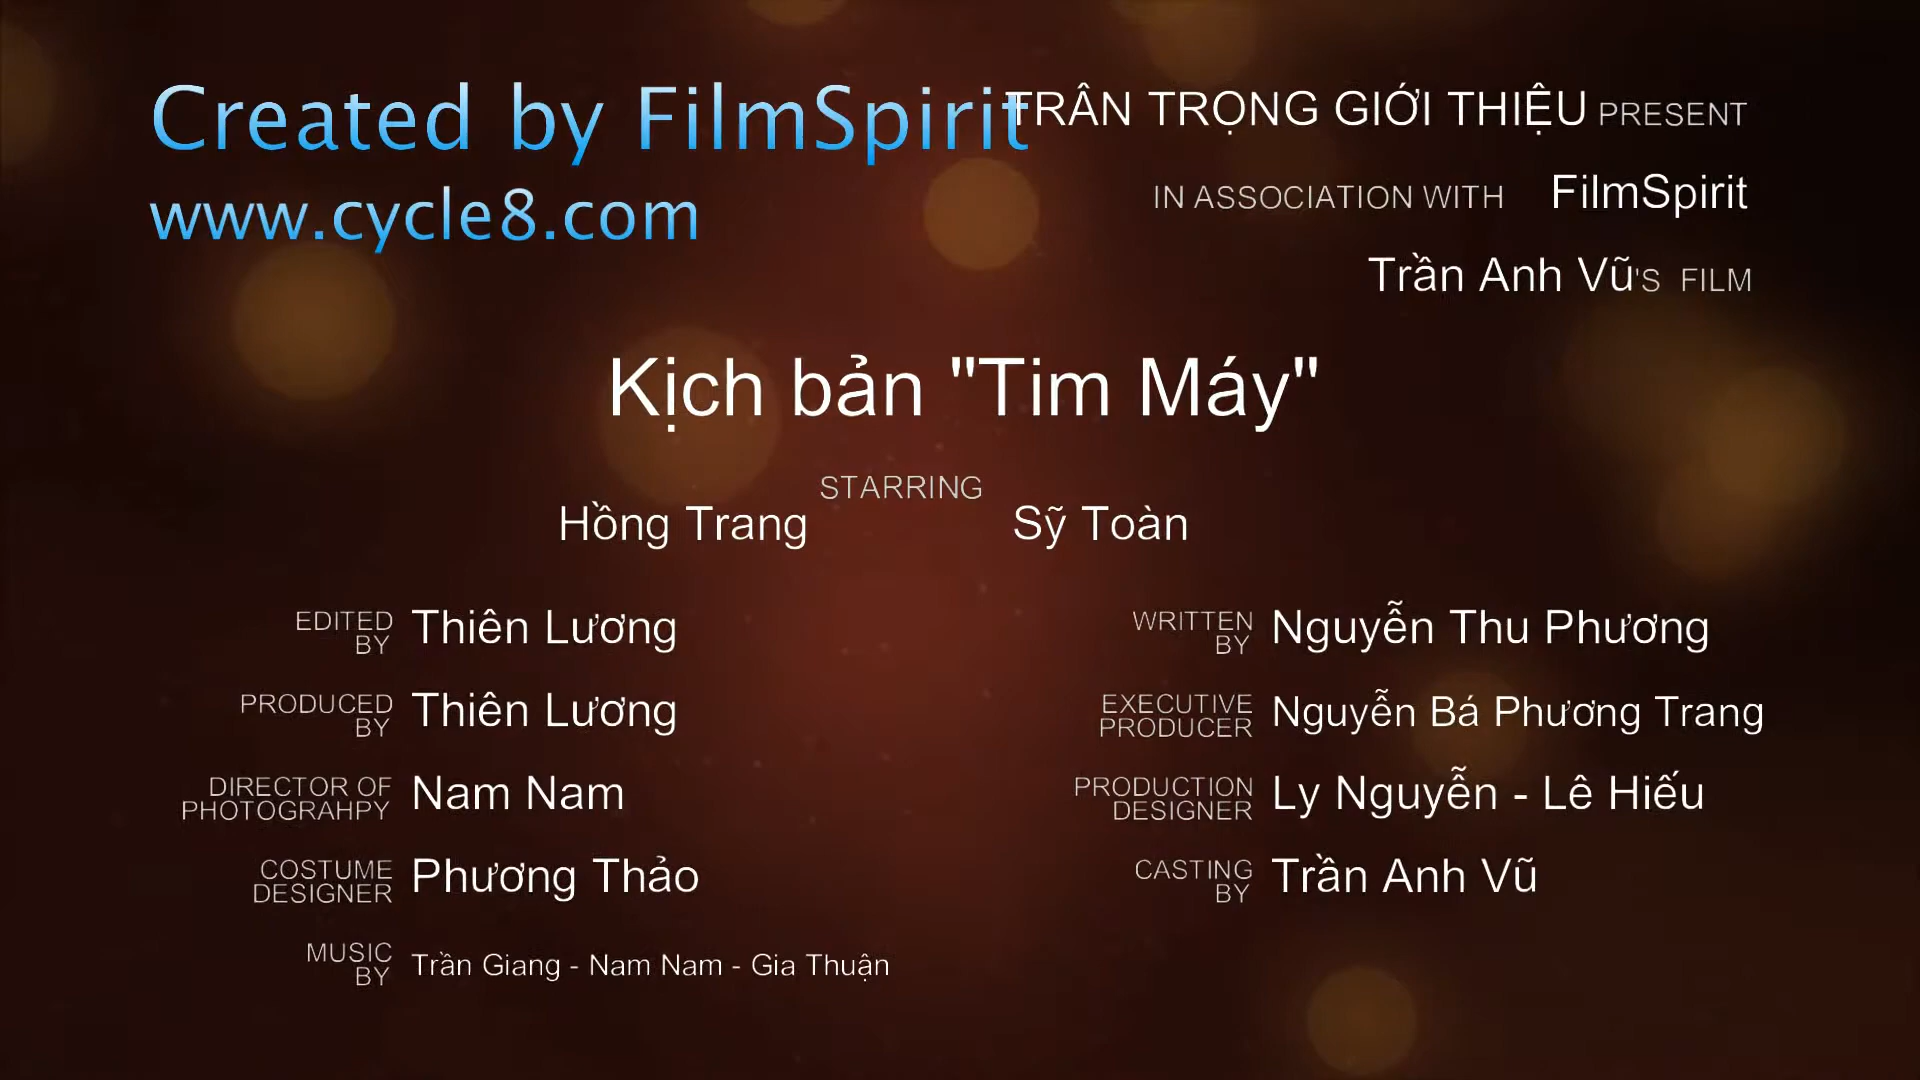 Created by FilmSpirit
www.cycle8.com
TRÂN TRỌNG GIỚI THIỆU PRESENT
IN ASSOCIATION WITH FilmSpirit
Trần Anh Vũ'S FILM
Kịch bản "Tim Máy"
STARRING
Hồng Trang Sỹ Toàn
EDITED
BY Thiên Lương
WRITTEN
BY Nguyễn Thu Phương
PRODUCED
BY Thiên Lương
EXECUTIVE
PRODUCER Nguyễn Bá Phương Trang
DIRECTOR OF
PHOTOGRAHPY Nam Nam
PRODUCTION
DESIGNER Ly Nguyễn - Lê Hiếu
COSTUME
DESIGNER Phương Thảo
CASTING
BY Trần Anh Vũ
MUSIC
BY Trần Giang - Nam Nam - Gia Thuận